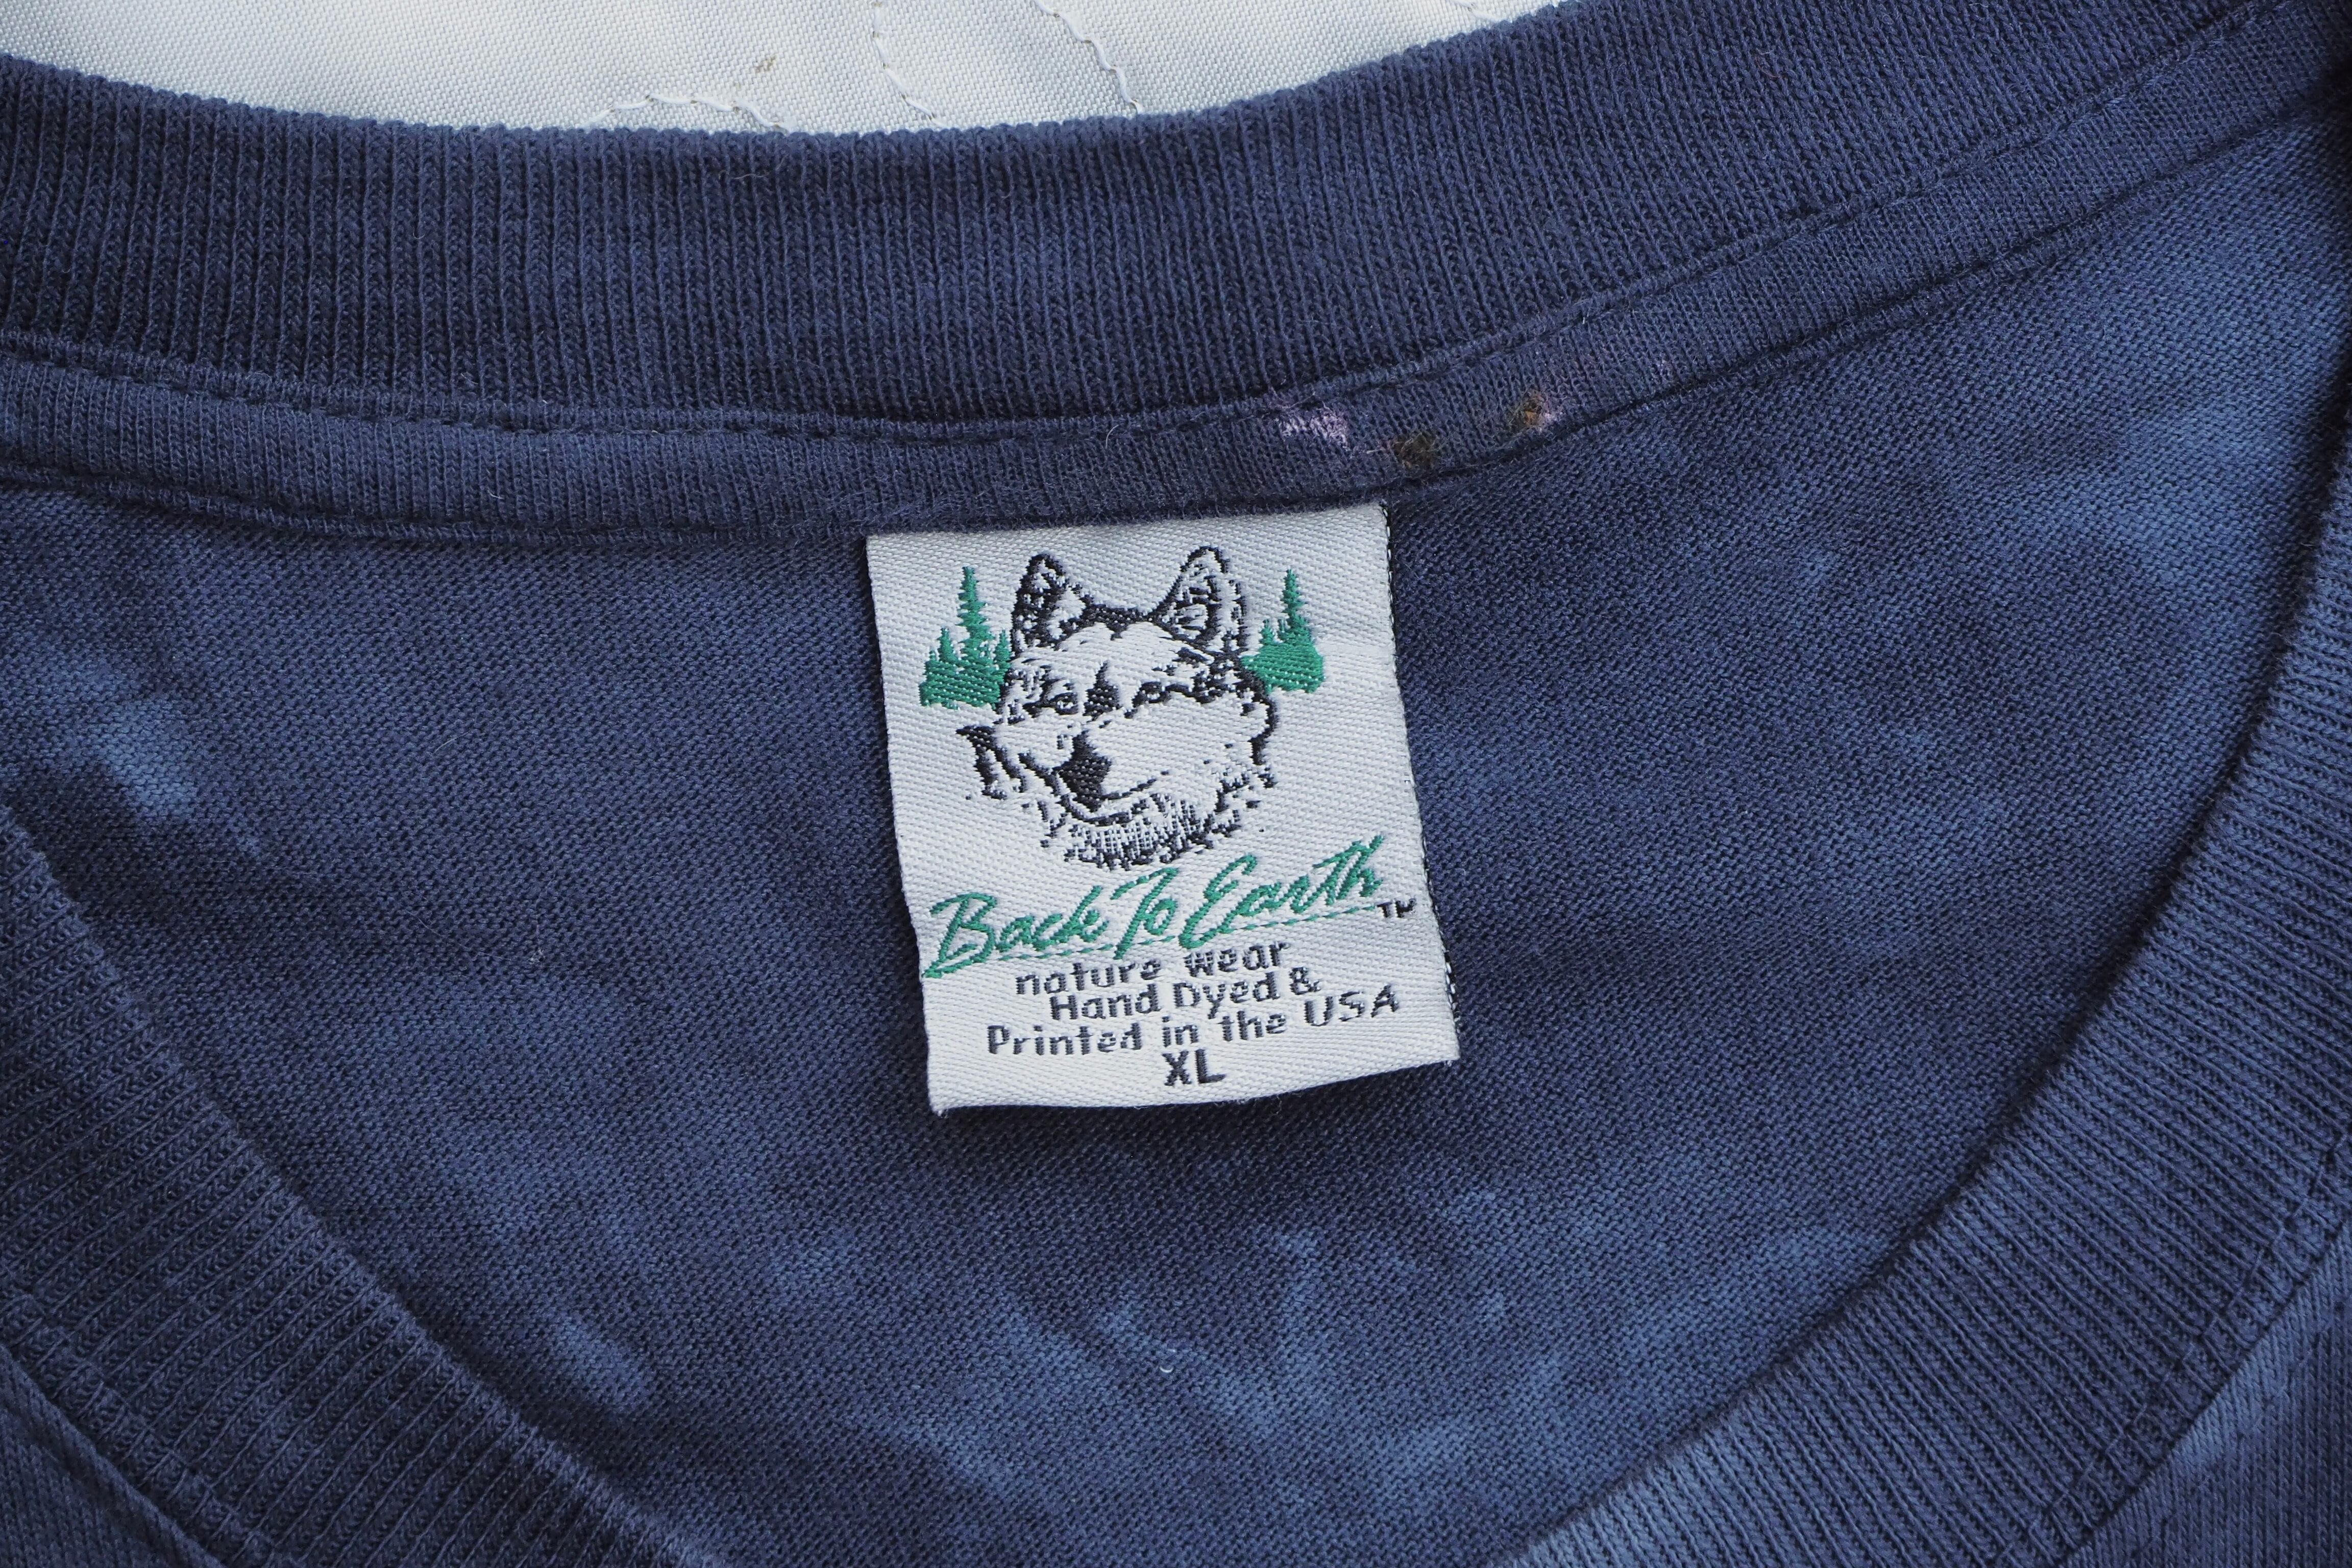 Back To Earth™
nature wear
Hand Dyed &
Printed in the USA
XL